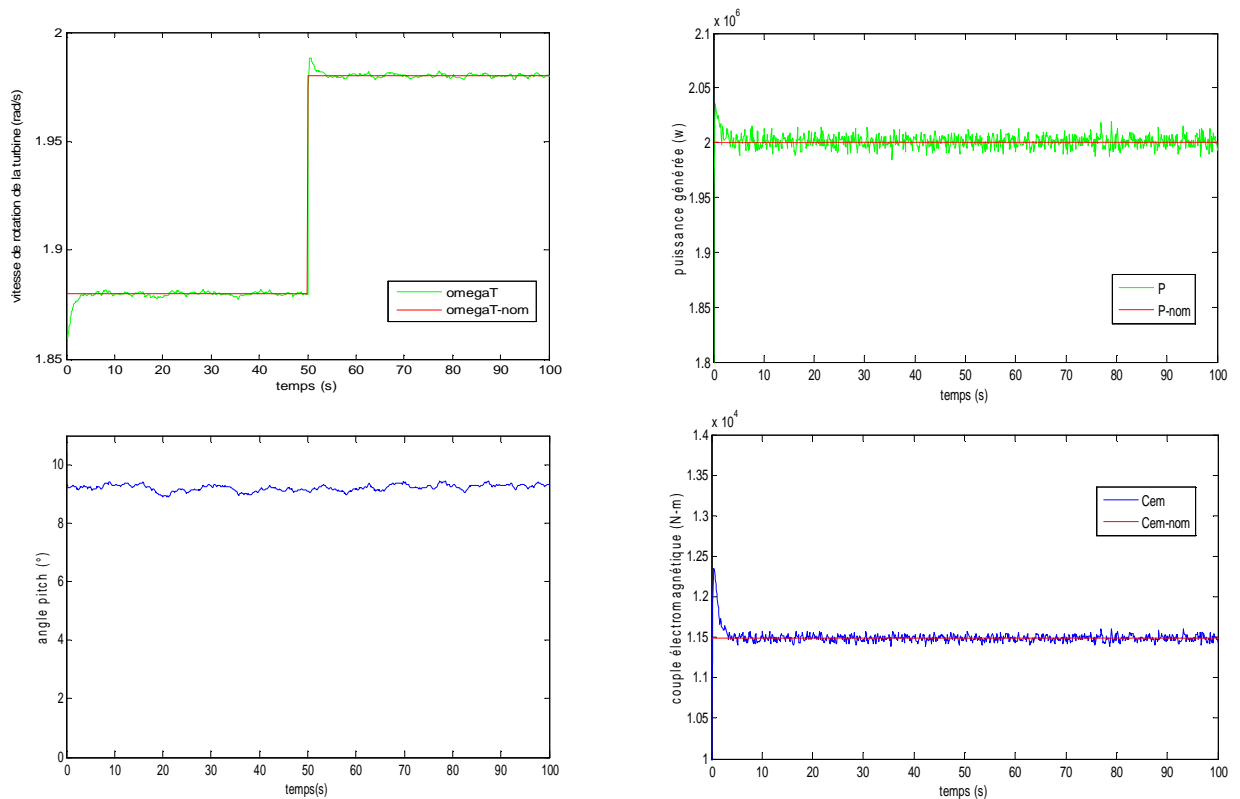 2
1.95
1.9
1.85
0 10 20 30 40 50 60 70 80 90 100
vitesse de rotation de la turbine (rad/s)
temps (s)
omegaT
omegaT-nom
x 10^6
2.1
2.05
2
1.95
1.9
1.85
1.8
0 10 20 30 40 50 60 70 80 90 100
puissance générée (w)
temps (s)
P
P-nom
10
8
6
4
2
0
0 10 20 30 40 50 60 70 80 90 100
angle pitch (°)
temps(s)
x 10^4
1.4
1.35
1.3
1.25
1.2
1.15
1.1
1.05
1
0 10 20 30 40 50 60 70 80 90 100
couple électromagnétique (N-m)
temps (s)
Cem
Cem-nom